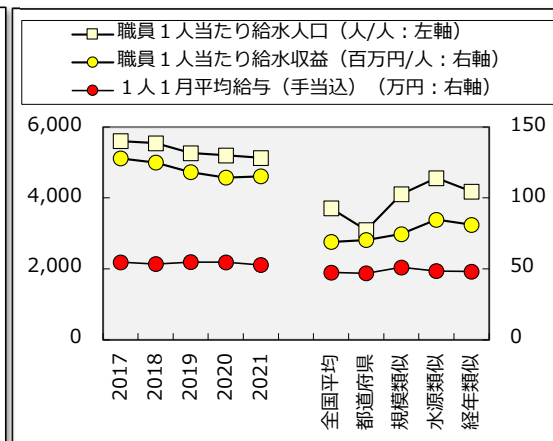 職員１人当たり給水人口（人/人：左軸）
職員１人当たり給水収益（百万円/人：右軸）
１人１月平均給与（手当込）（万円：右軸）
6,000
4,000
2,000
0
150
100
50
0
2017
2018
2019
2020
2021
全国平均
都道府県
規模類似
水源類似
経年類似